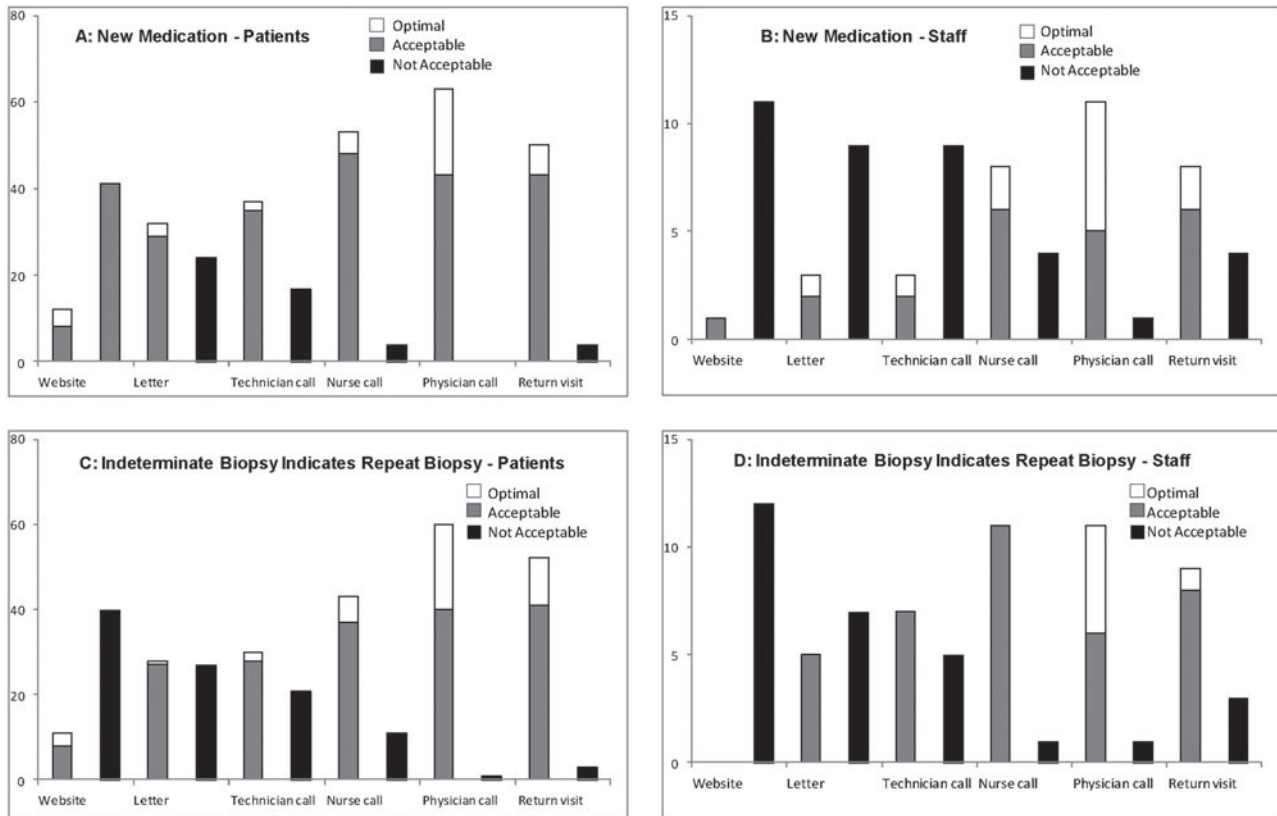 80
60
40
20
0
A: New Medication - Patients
Optimal
Acceptable
Not Acceptable
Website Letter Technician call Nurse call Physician call Return visit
15
10
5
0
B: New Medication - Staff
Optimal
Acceptable
Not Acceptable
Website Letter Technician call Nurse call Physician call Return visit
80
60
40
20
0
C: Indeterminate Biopsy Indicates Repeat Biopsy - Patients
Optimal
Acceptable
Not Acceptable
Website Letter Technician call Nurse call Physician call Return visit
15
10
5
0
D: Indeterminate Biopsy Indicates Repeat Biopsy - Staff
Optimal
Acceptable
Not Acceptable
Website Letter Technician call Nurse call Physician call Return visit